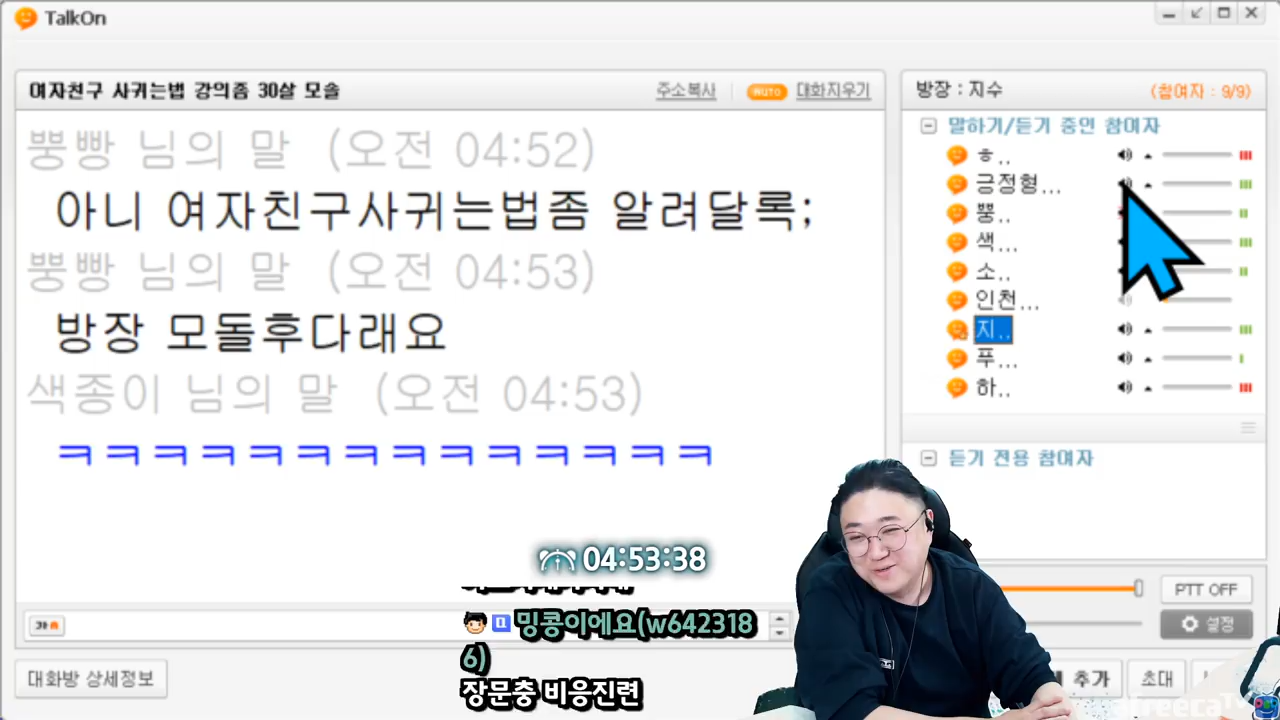 TalkOn
여자친구 사귀는법 강의좀 30살 모솔
주소복사
AUTO
대화지우기
뿡빵 님의 말 (오전 04:52)
아니 여자친구사귀는법좀 알려달록;
뿡빵 님의 말 (오전 04:53)
방장 모돌후다래요
색종이 님의 말 (오전 04:53)
ㅋㅋㅋㅋㅋㅋㅋㅋㅋㅋㅋㅋㅋㅋ
방장 : 지수
(참여자 : 9/9)
말하기/듣기 중인 참여자
ㅎ..
긍정형...
뿡..
색...
소..
인천...
지..
푸...
하..
듣기 전용 참여자
04:53:38
밍콩이에요(w642318
6)
장문충 비응진련
가
PTT OFF
설정
대화방 상세정보
추가
초대